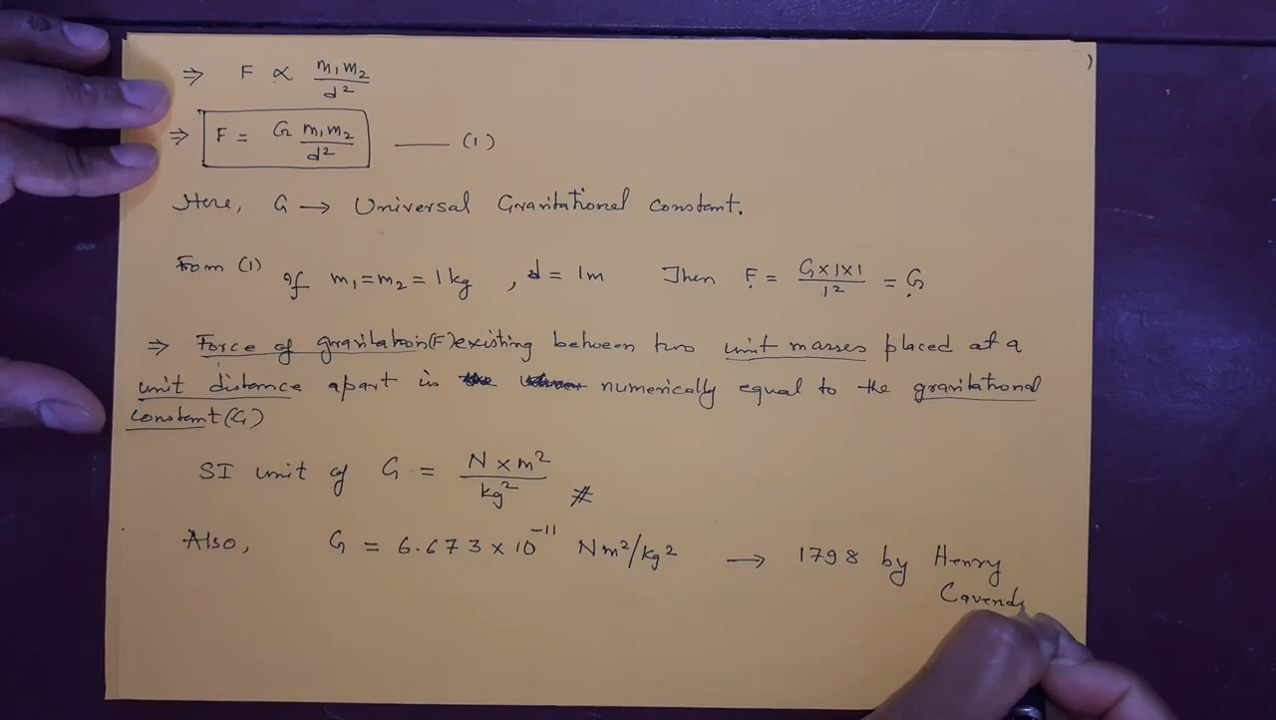 ⇒ F ∝ m₁m₂/d²
⇒ F = G m₁m₂/d² —— (1)
Here, G → Universal Gravitational constant.
From (1) if m₁=m₂=1kg , d = 1m Then F = G×1×1/1² = G
⇒ Force of gravitation(F) existing between two unit masses placed at a
unit distance apart is numerically equal to the gravitational
constant(G)
SI unit of G = N×m²/kg² #
Also, G = 6.673×10⁻¹¹ Nm²/kg² → 1798 by Henry
Cavend